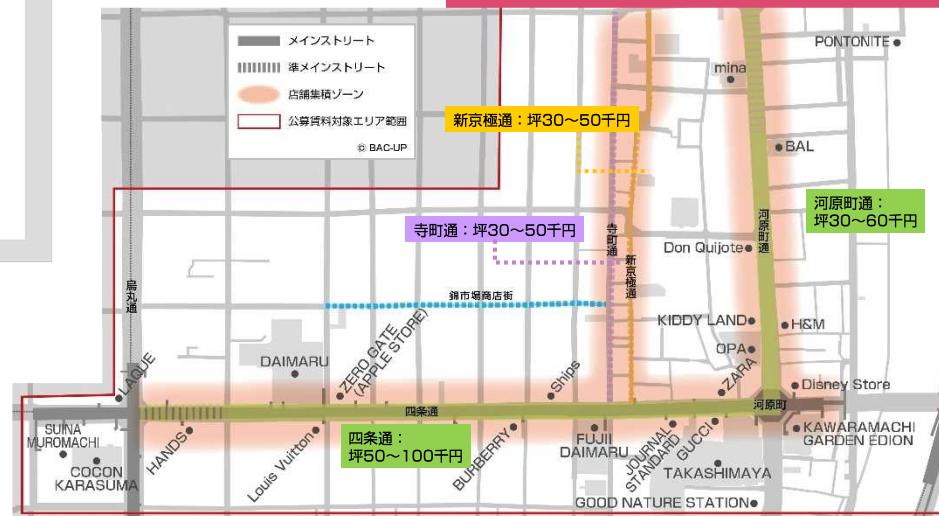 メインストリート
準メインストリート
店舗集積ゾーン
公募賃料対象エリア範囲
© BAC-UP
PONTONITE
mina
新京極通：坪30～50千円
BAL
河原町通：
坪30～60千円
寺町通：坪30～50千円
寺町通
新京極通
河原町通
Don Quijote
烏丸通
錦市場商店街
KIDDY LAND
H&M
OPA
DAIMARU
ZERO GATE
(APPLE STORE)
LAQUE
Ships
ZARA
Disney Store
四条通
河原町
SUINA
MUROMACHI
COCON
KARASUMA
HANDS
Louis Vuitton
四条通：
坪50～100千円
BURBERRY
FUJII
DAIMARU
JOURNAL
STANDARD
GUCCI
TAKASHIMAYA
KAWARAMACHI
GARDEN EDION
GOOD NATURE STATION